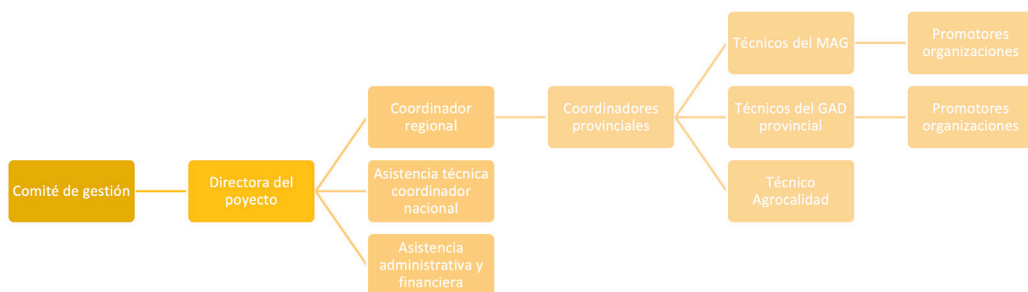 Comité de gestión
Directora del
poyecto
Coordinador
regional
Asistencia técnica
coordinador
nacional
Asistencia
administrativa y
financiera
Coordinadores
provinciales
Técnicos del MAG
Técnicos del GAD
provincial
Técnico
Agrocalidad
Promotores
organizaciones
Promotores
organizaciones